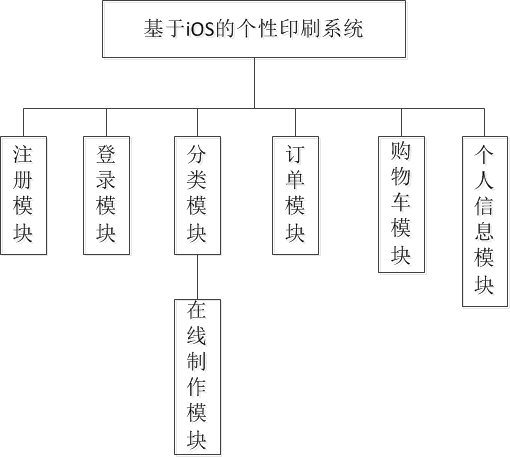 基于iOS的个性印刷系统
注册模块
登录模块
分类模块
订单模块
购物车模块
个人信息模块
在线制作模块